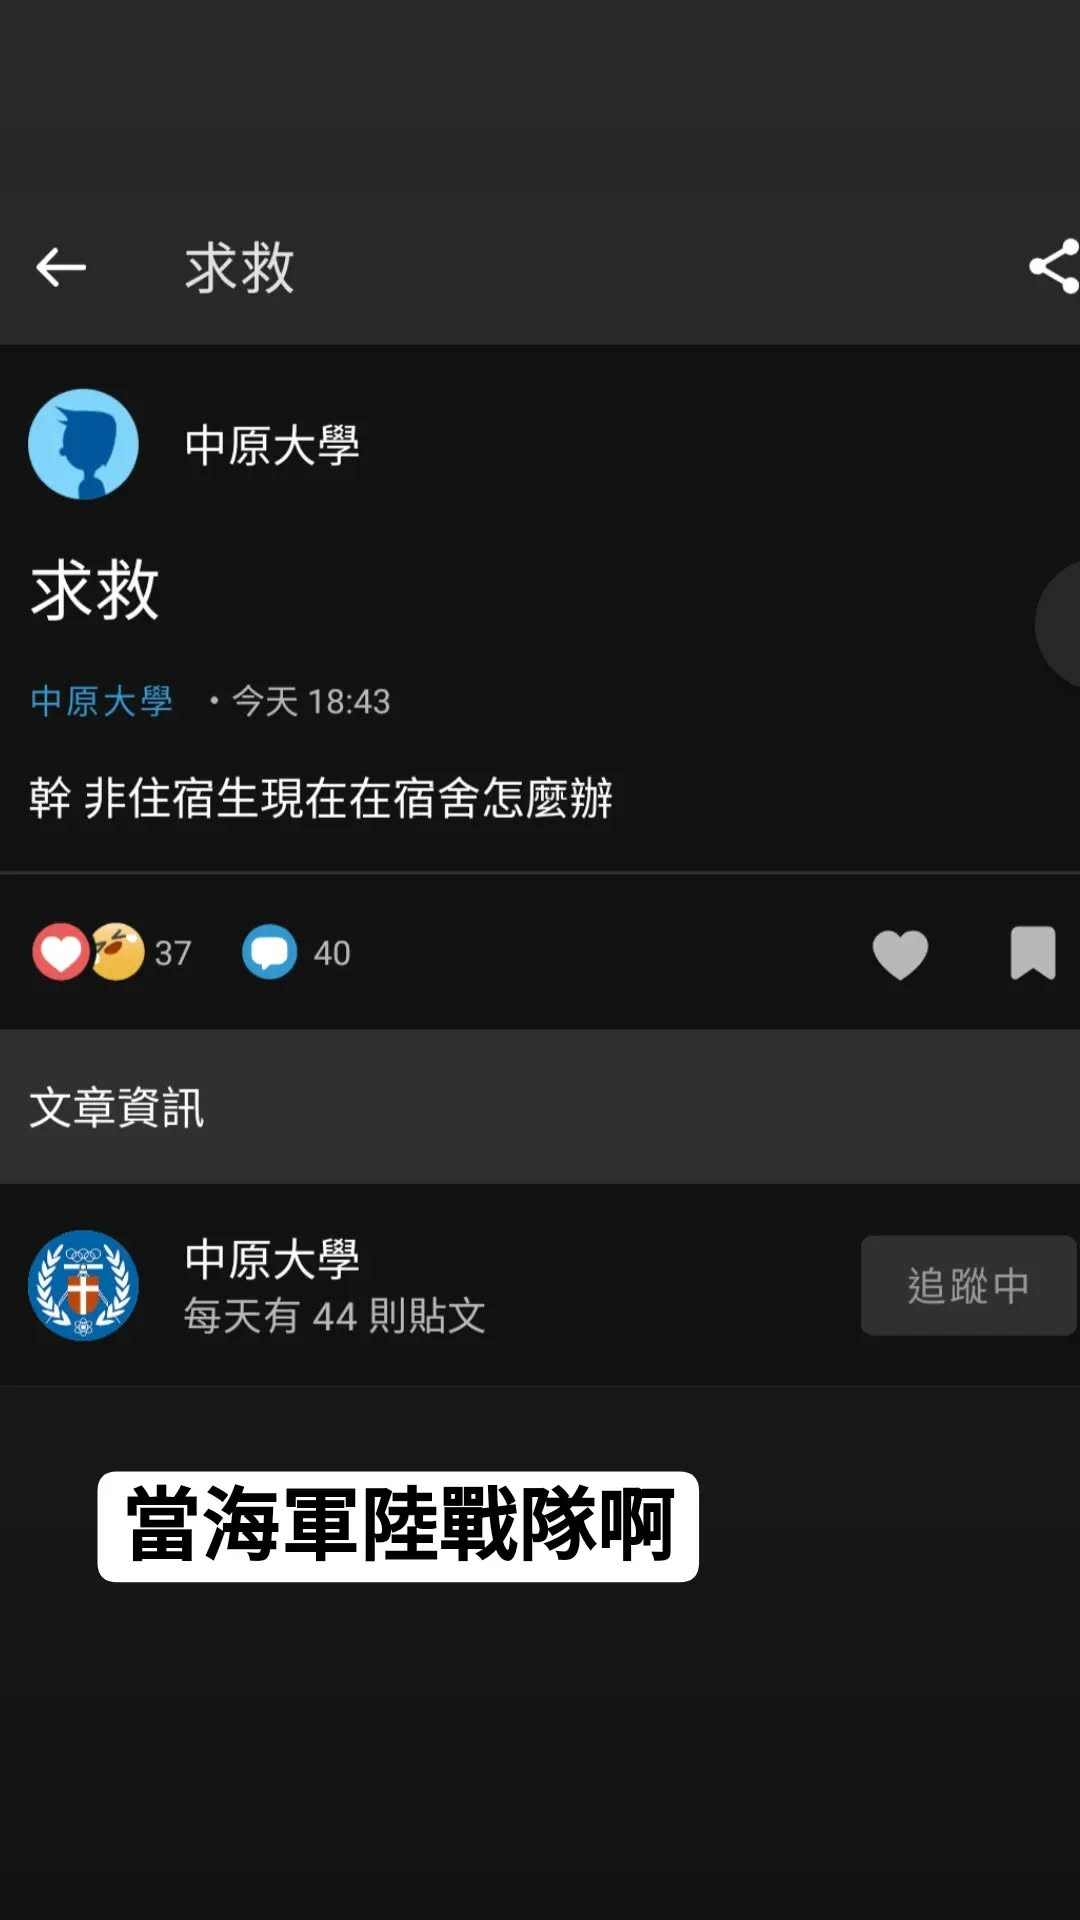 求救
中原大學
求救
中原大學 ・今天 18:43
幹 非住宿生現在在宿舍怎麼辦
37 40
文章資訊
中原大學
每天有 44 則貼文
追蹤中
當海軍陸戰隊啊